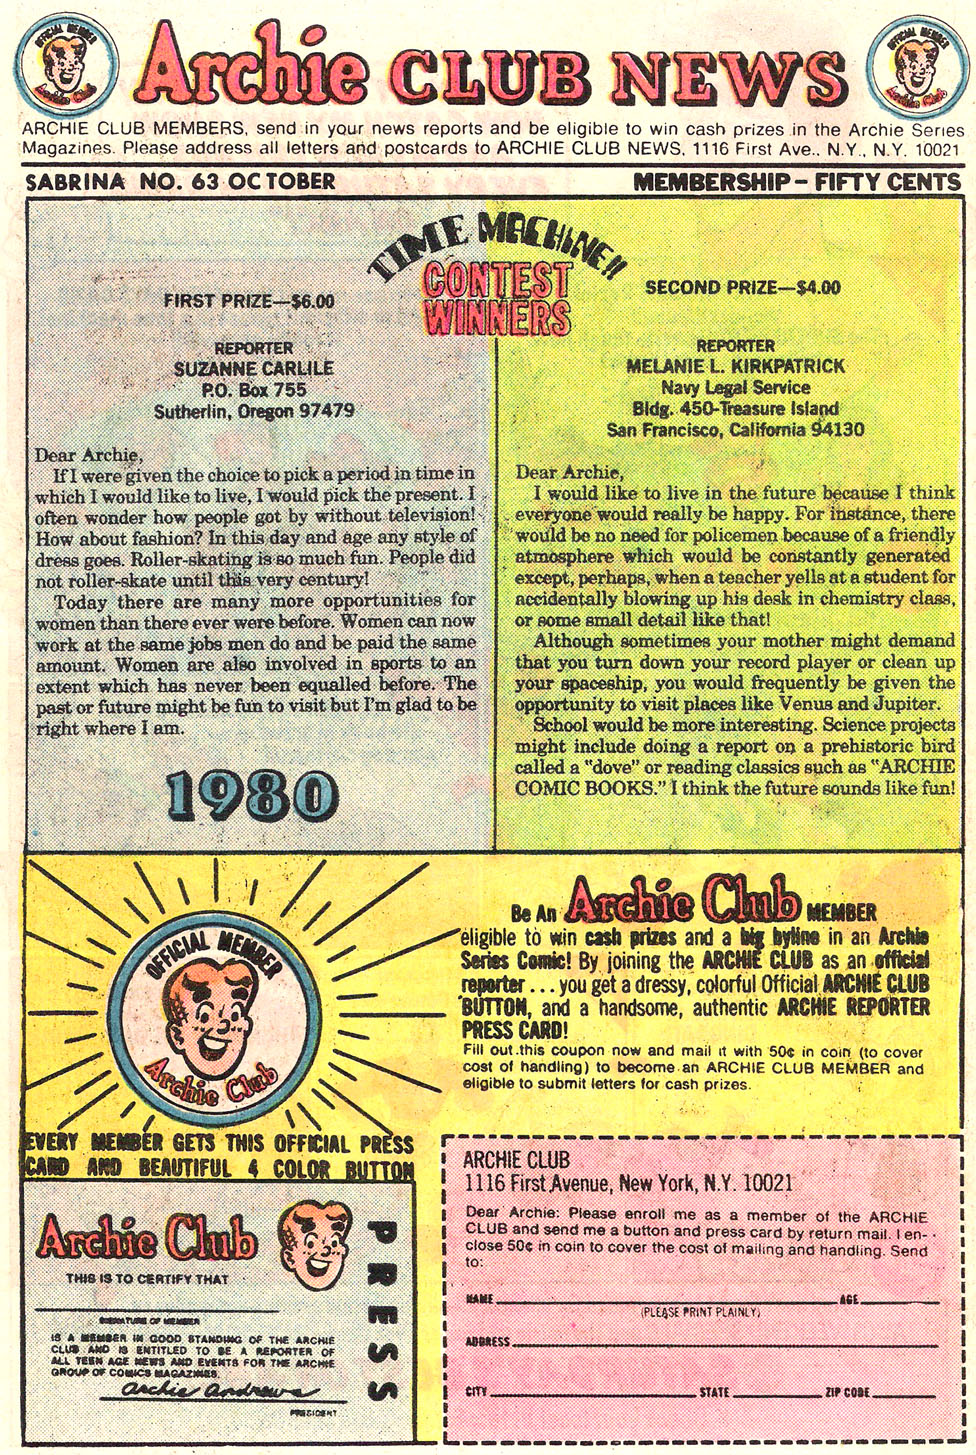 OFFICIAL MEMBER
Archie Club
Archie CLUB NEWS
OFFICIAL MEMBER
Archie Club
ARCHIE CLUB MEMBERS, send in your news reports and be eligible to win cash prizes in the Archie Series
Magazines. Please address all letters and postcards to ARCHIE CLUB NEWS, 1116 First Ave., N.Y., N.Y. 10021
SABRINA NO. 63 OCTOBER
MEMBERSHIP – FIFTY CENTS
TIME MACHINE!!
CONTEST
WINNERS
FIRST PRIZE—$6.00
REPORTER
SUZANNE CARLILE
P.O. Box 755
Sutherlin, Oregon 97479
Dear Archie,
If I were given the choice to pick a period in time in
which I would like to live, I would pick the present. I
often wonder how people got by without television!
How about fashion? In this day and age any style of
dress goes. Roller-skating is so much fun. People did
not roller-skate until this very century!
Today there are many more opportunities for
women than there ever were before. Women can now
work at the same jobs men do and be paid the same
amount. Women are also involved in sports to an
extent which has never been equalled before. The
past or future might be fun to visit but I'm glad to be
right where I am.
1980
SECOND PRIZE—$4.00
REPORTER
MELANIE L. KIRKPATRICK
Navy Legal Service
Bldg. 450-Treasure Island
San Francisco, California 94130
Dear Archie,
I would like to live in the future because I think
everyone would really be happy. For instance, there
would be no need for policemen because of a friendly
atmosphere which would be constantly generated
except, perhaps, when a teacher yells at a student for
accidentally blowing up his desk in chemistry class,
or some small detail like that!
Although sometimes your mother might demand
that you turn down your record player or clean up
your spaceship, you would frequently be given the
opportunity to visit places like Venus and Jupiter.
School would be more interesting. Science projects
might include doing a report on a prehistoric bird
called a "dove" or reading classics such as "ARCHIE
COMIC BOOKS." I think the future sounds like fun!
OFFICIAL MEMBER
Archie Club
Be An Archie Club MEMBER
eligible to win cash prizes and a big byline in an Archie
Series Comic! By joining the ARCHIE CLUB as an official
reporter . . . you get a dressy, colorful Official ARCHIE CLUB
BUTTON, and a handsome, authentic ARCHIE REPORTER
PRESS CARD!
Fill out this coupon now and mail it with 50¢ in coin (to cover
cost of handling) to become an ARCHIE CLUB MEMBER and
eligible to submit letters for cash prizes.
EVERY MEMBER GETS THIS OFFICIAL PRESS
CARD AND BEAUTIFUL 4 COLOR BUTTON
Archie Club
PRESS
THIS IS TO CERTIFY THAT
SIGNATURE OF MEMBER
IS A MEMBER IN GOOD STANDING OF THE ARCHIE
CLUB AND IS ENTITLED TO BE A REPORTER OF
ALL TEEN AGE NEWS AND EVENTS FOR THE ARCHIE
GROUP OF COMICS MAGAZINES.
Archie Andrews
PRESIDENT
ARCHIE CLUB
1116 First Avenue, New York, N.Y. 10021
Dear Archie: Please enroll me as a member of the ARCHIE
CLUB and send me a button and press card by return mail. I en-
close 50¢ in coin to cover the cost of mailing and handling. Send
to:
NAME AGE
(PLEASE PRINT PLAINLY)
ADDRESS
CITY STATE ZIP CODE